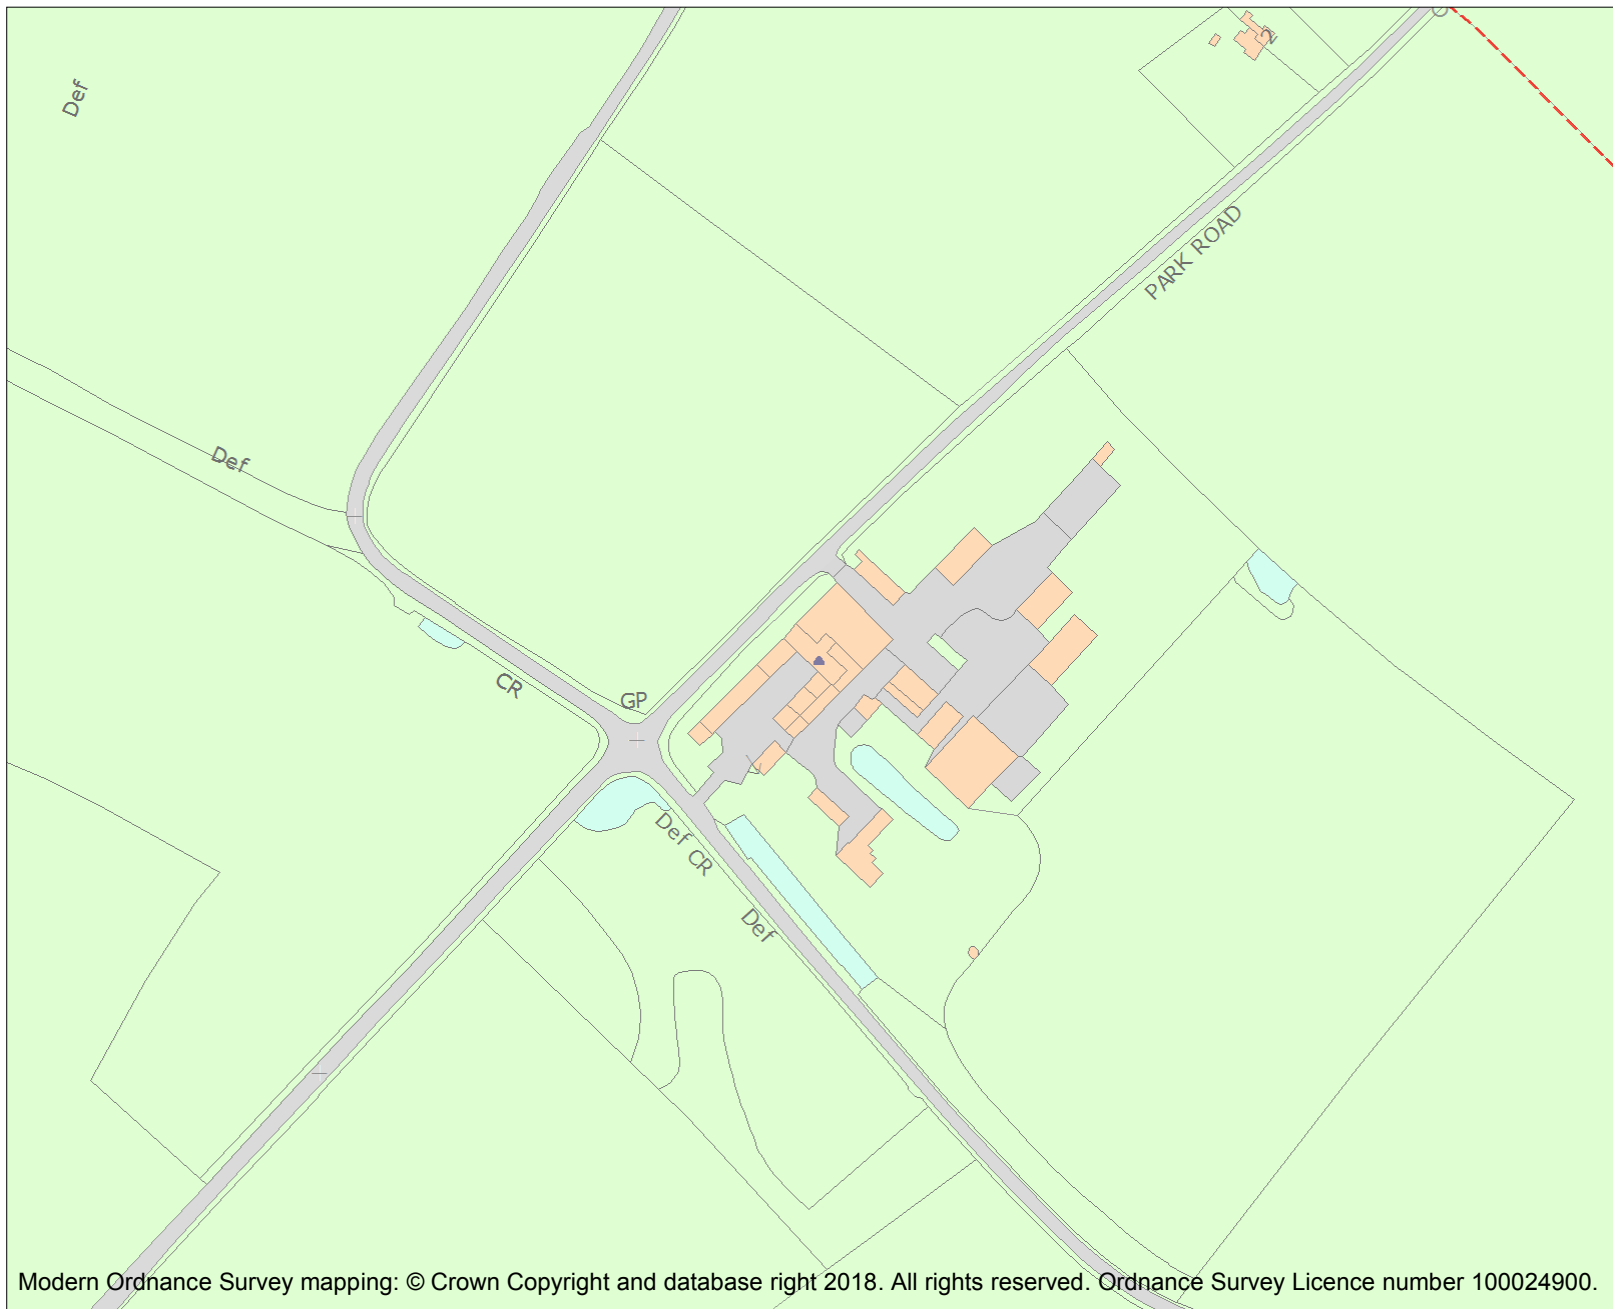 2
Def
PARK ROAD
Def
CR
GP
Def CR
Def
Modern Ordnance Survey mapping: © Crown Copyright and database right 2018. All rights reserved. Ordnance Survey Licence number 100024900.